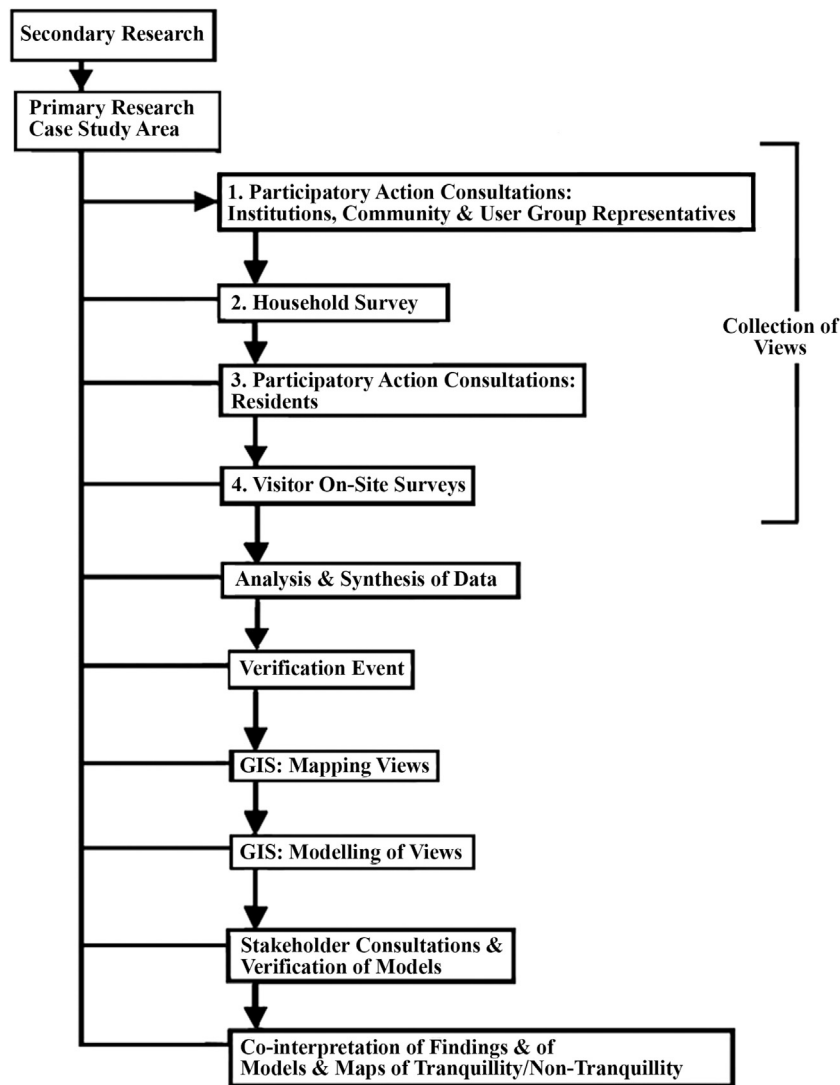 Secondary Research
Primary Research
Case Study Area
1. Participatory Action Consultations:
Institutions, Community & User Group Representatives
2. Household Survey
3. Participatory Action Consultations:
Residents
4. Visitor On-Site Surveys
Collection of
Views
Analysis & Synthesis of Data
Verification Event
GIS: Mapping Views
GIS: Modelling of Views
Stakeholder Consultations &
Verification of Models
Co-interpretation of Findings & of
Models & Maps of Tranquillity/Non-Tranquillity